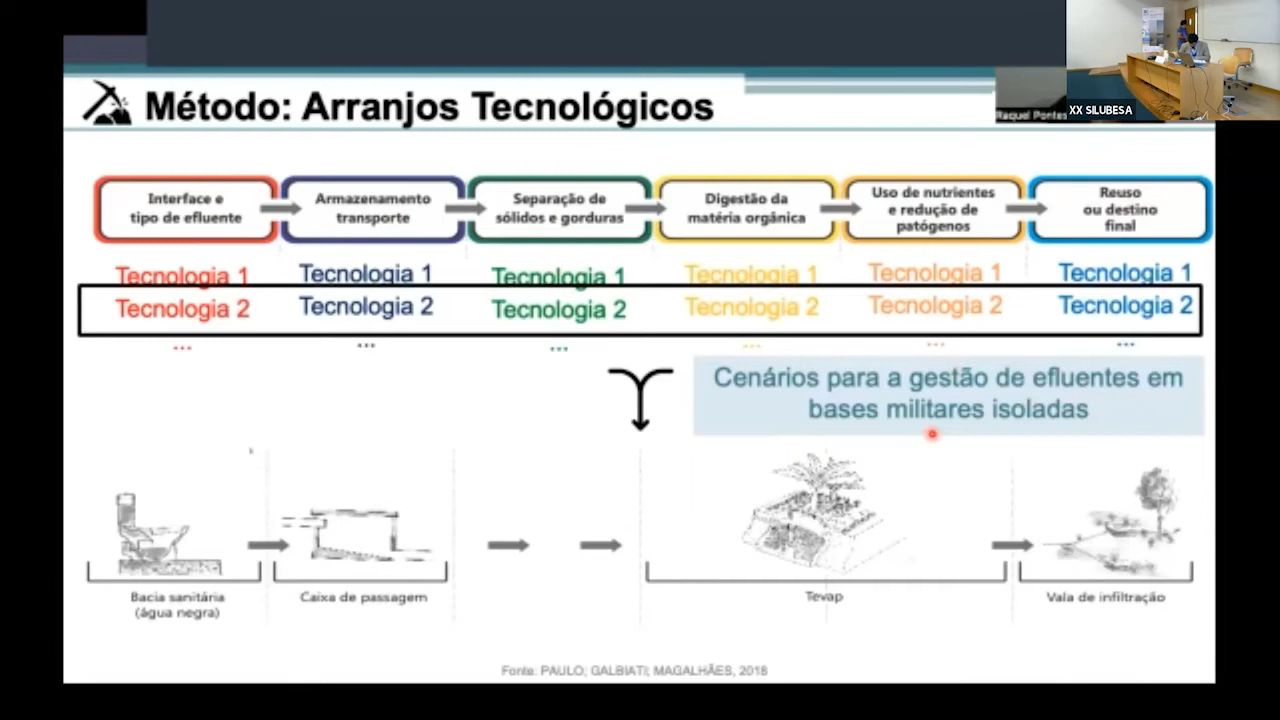 Método: Arranjos Tecnológicos
Raquel Pontes
XX SILUBESA
Interface e
tipo de efluente
Armazenamento
transporte
Separação de
sólidos e gorduras
Digestão da
matéria orgânica
Uso de nutrientes
e redução de
patógenos
Reuso
ou destino
final
Tecnologia 1
Tecnologia 1
Tecnologia 1
Tecnologia 1
Tecnologia 1
Tecnologia 1
Tecnologia 2
Tecnologia 2
Tecnologia 2
Tecnologia 2
Tecnologia 2
Tecnologia 2
... ... ... ... ... ...
Cenários para a gestão de efluentes em
bases militares isoladas
Bacia sanitária
(água negra)
Caixa de passagem
Tevap
Vala de infiltração
Fonte: PAULO; GALBIATI; MAGALHÃES, 2018